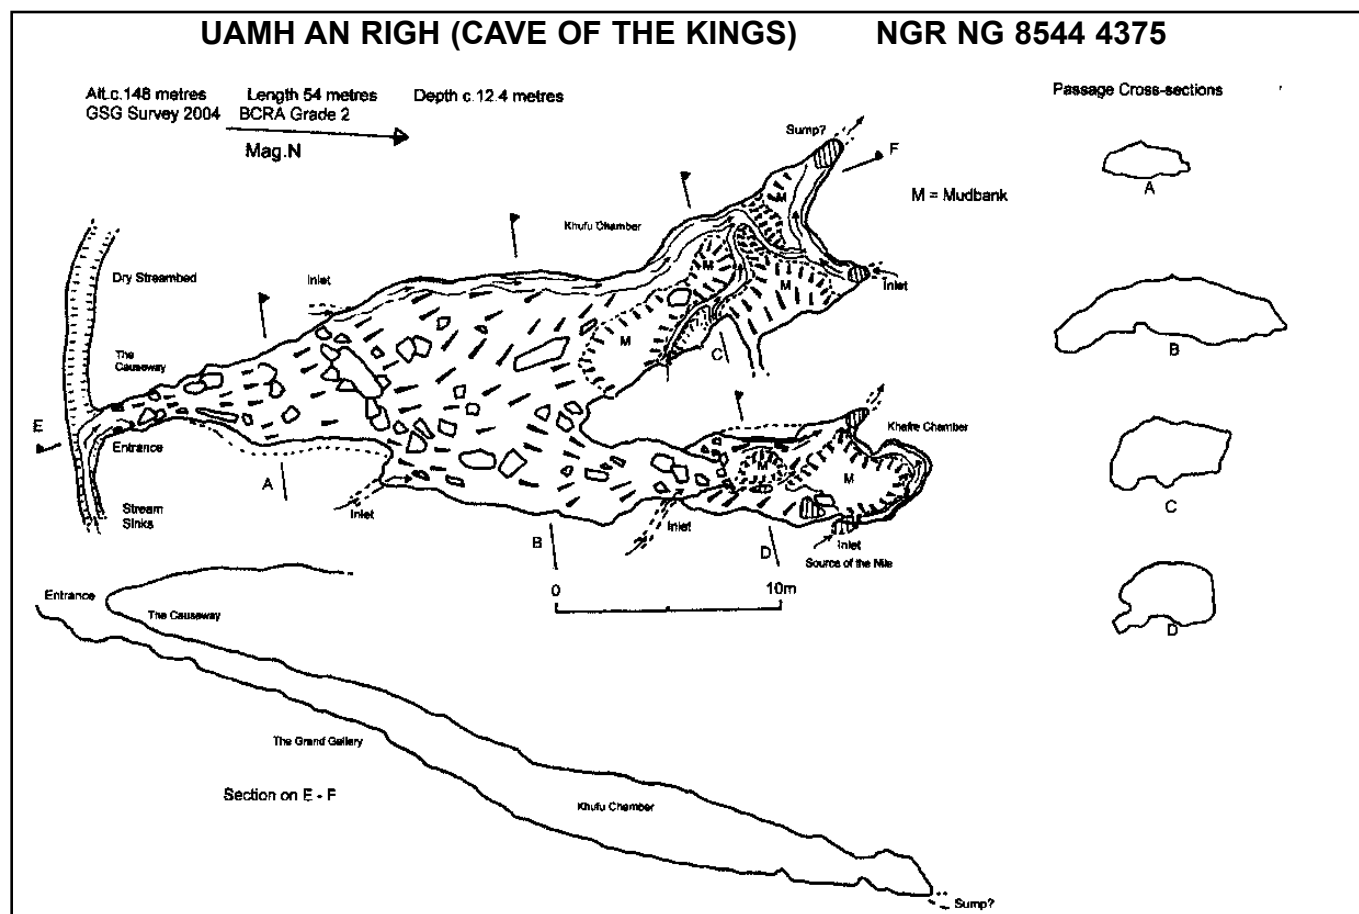 UAMH AN RIGH (CAVE OF THE KINGS) NGR NG 8544 4375
Alt.c.148 metres Length 54 metres Depth c.12.4 metres
GSG Survey 2004 BCRA Grade 2
Mag.N
Passage Cross-sections
Sump?
F
M = Mudbank
A
M
Khufu Chamber
Dry Streambed
Inlet
M
M
Inlet
B
The
Causeway
M
C
E
Entrance
Khafre Chamber
M
M
A
Inlet
Stream
Sinks
B
Inlet
D
Inlet
Source of the Nile
C
0 10m
Entrance
The Causeway
D
The Grand Gallery
Section on E - F
Khufu Chamber
Sump?